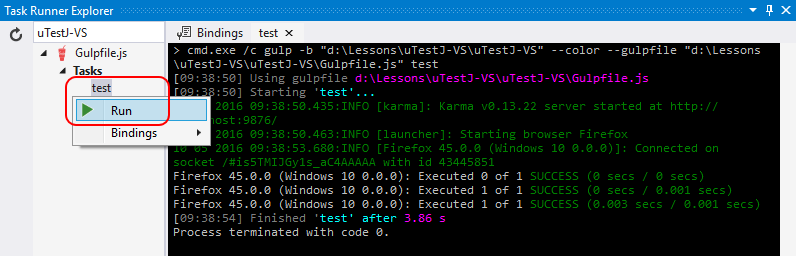 Task Runner Explorer
uTestJ-VS
Bindings
test
Gulpfile.js
Tasks
test
Run
Bindings
> cmd.exe /c gulp -b "d:\Lessons\uTestJ-VS\uTestJ-VS" --color --gulpfile "d:\Lessons
\uTestJ-VS\uTestJ-VS\Gulpfile.js" test
[09:38:50] Using gulpfile d:\Lessons\uTestJ-VS\uTestJ-VS\Gulpfile.js
[09:38:50] Starting 'test'...
2016 09:38:50.435:INFO [karma]: Karma v0.13.22 server started at http://
host:9876/
2016 09:38:50.463:INFO [launcher]: Starting browser Firefox
10 05 2016 09:38:53.680:INFO [Firefox 45.0.0 (Windows 10 0.0.0)]: Connected on
socket /#is5TMIJGy1s_aC4AAAAA with id 43445851
Firefox 45.0.0 (Windows 10 0.0.0): Executed 0 of 1 SUCCESS (0 secs / 0 secs)
Firefox 45.0.0 (Windows 10 0.0.0): Executed 1 of 1 SUCCESS (0 secs / 0.001 secs)
Firefox 45.0.0 (Windows 10 0.0.0): Executed 1 of 1 SUCCESS (0.003 secs / 0.001 secs)
[09:38:54] Finished 'test' after 3.86 s
Process terminated with code 0.